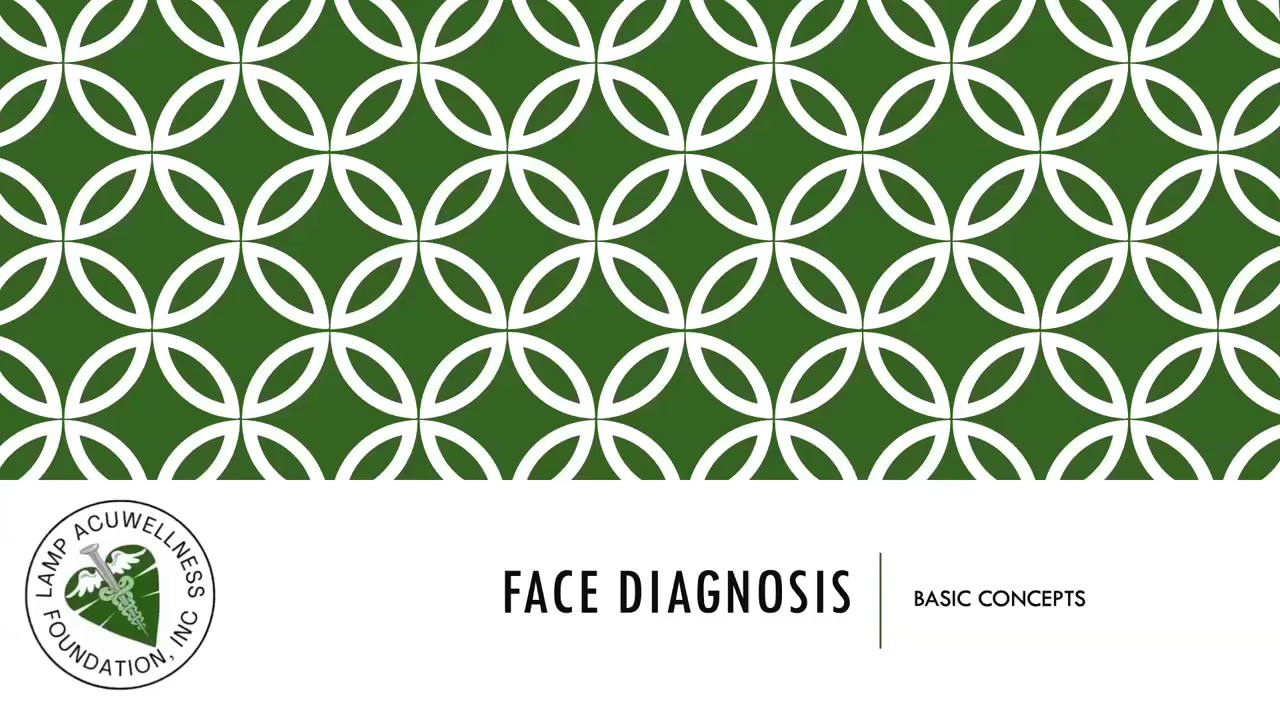 LAMP ACUWELLNESS
FOUNDATION, INC
FACE DIAGNOSIS
BASIC CONCEPTS